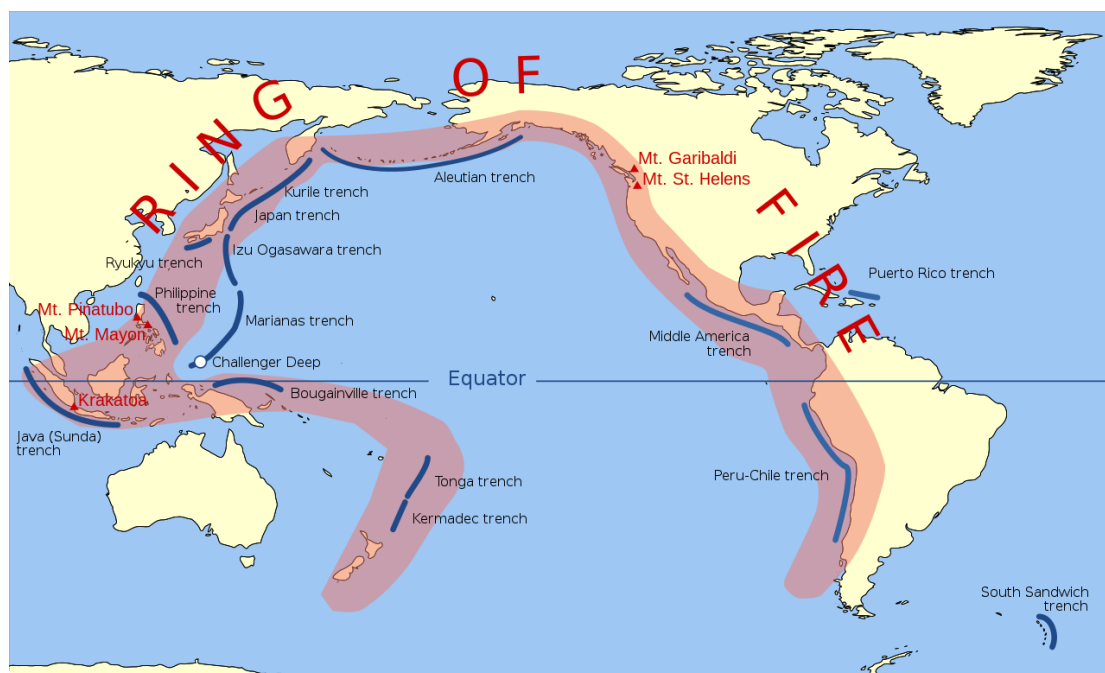 RING OF FIRE
Mt. Garibaldi
Mt. St. Helens
Aleutian trench
Kurile trench
Japan trench
Izu Ogasawara trench
Ryukyu trench
Puerto Rico trench
Philippine
trench
Mt. Pinatubo
Mt. Mayon
Marianas trench
Middle America
trench
Challenger Deep
Equator
Bougainville trench
Krakatoa
Java (Sunda)
trench
Peru-Chile trench
Tonga trench
Kermadec trench
South Sandwich
trench